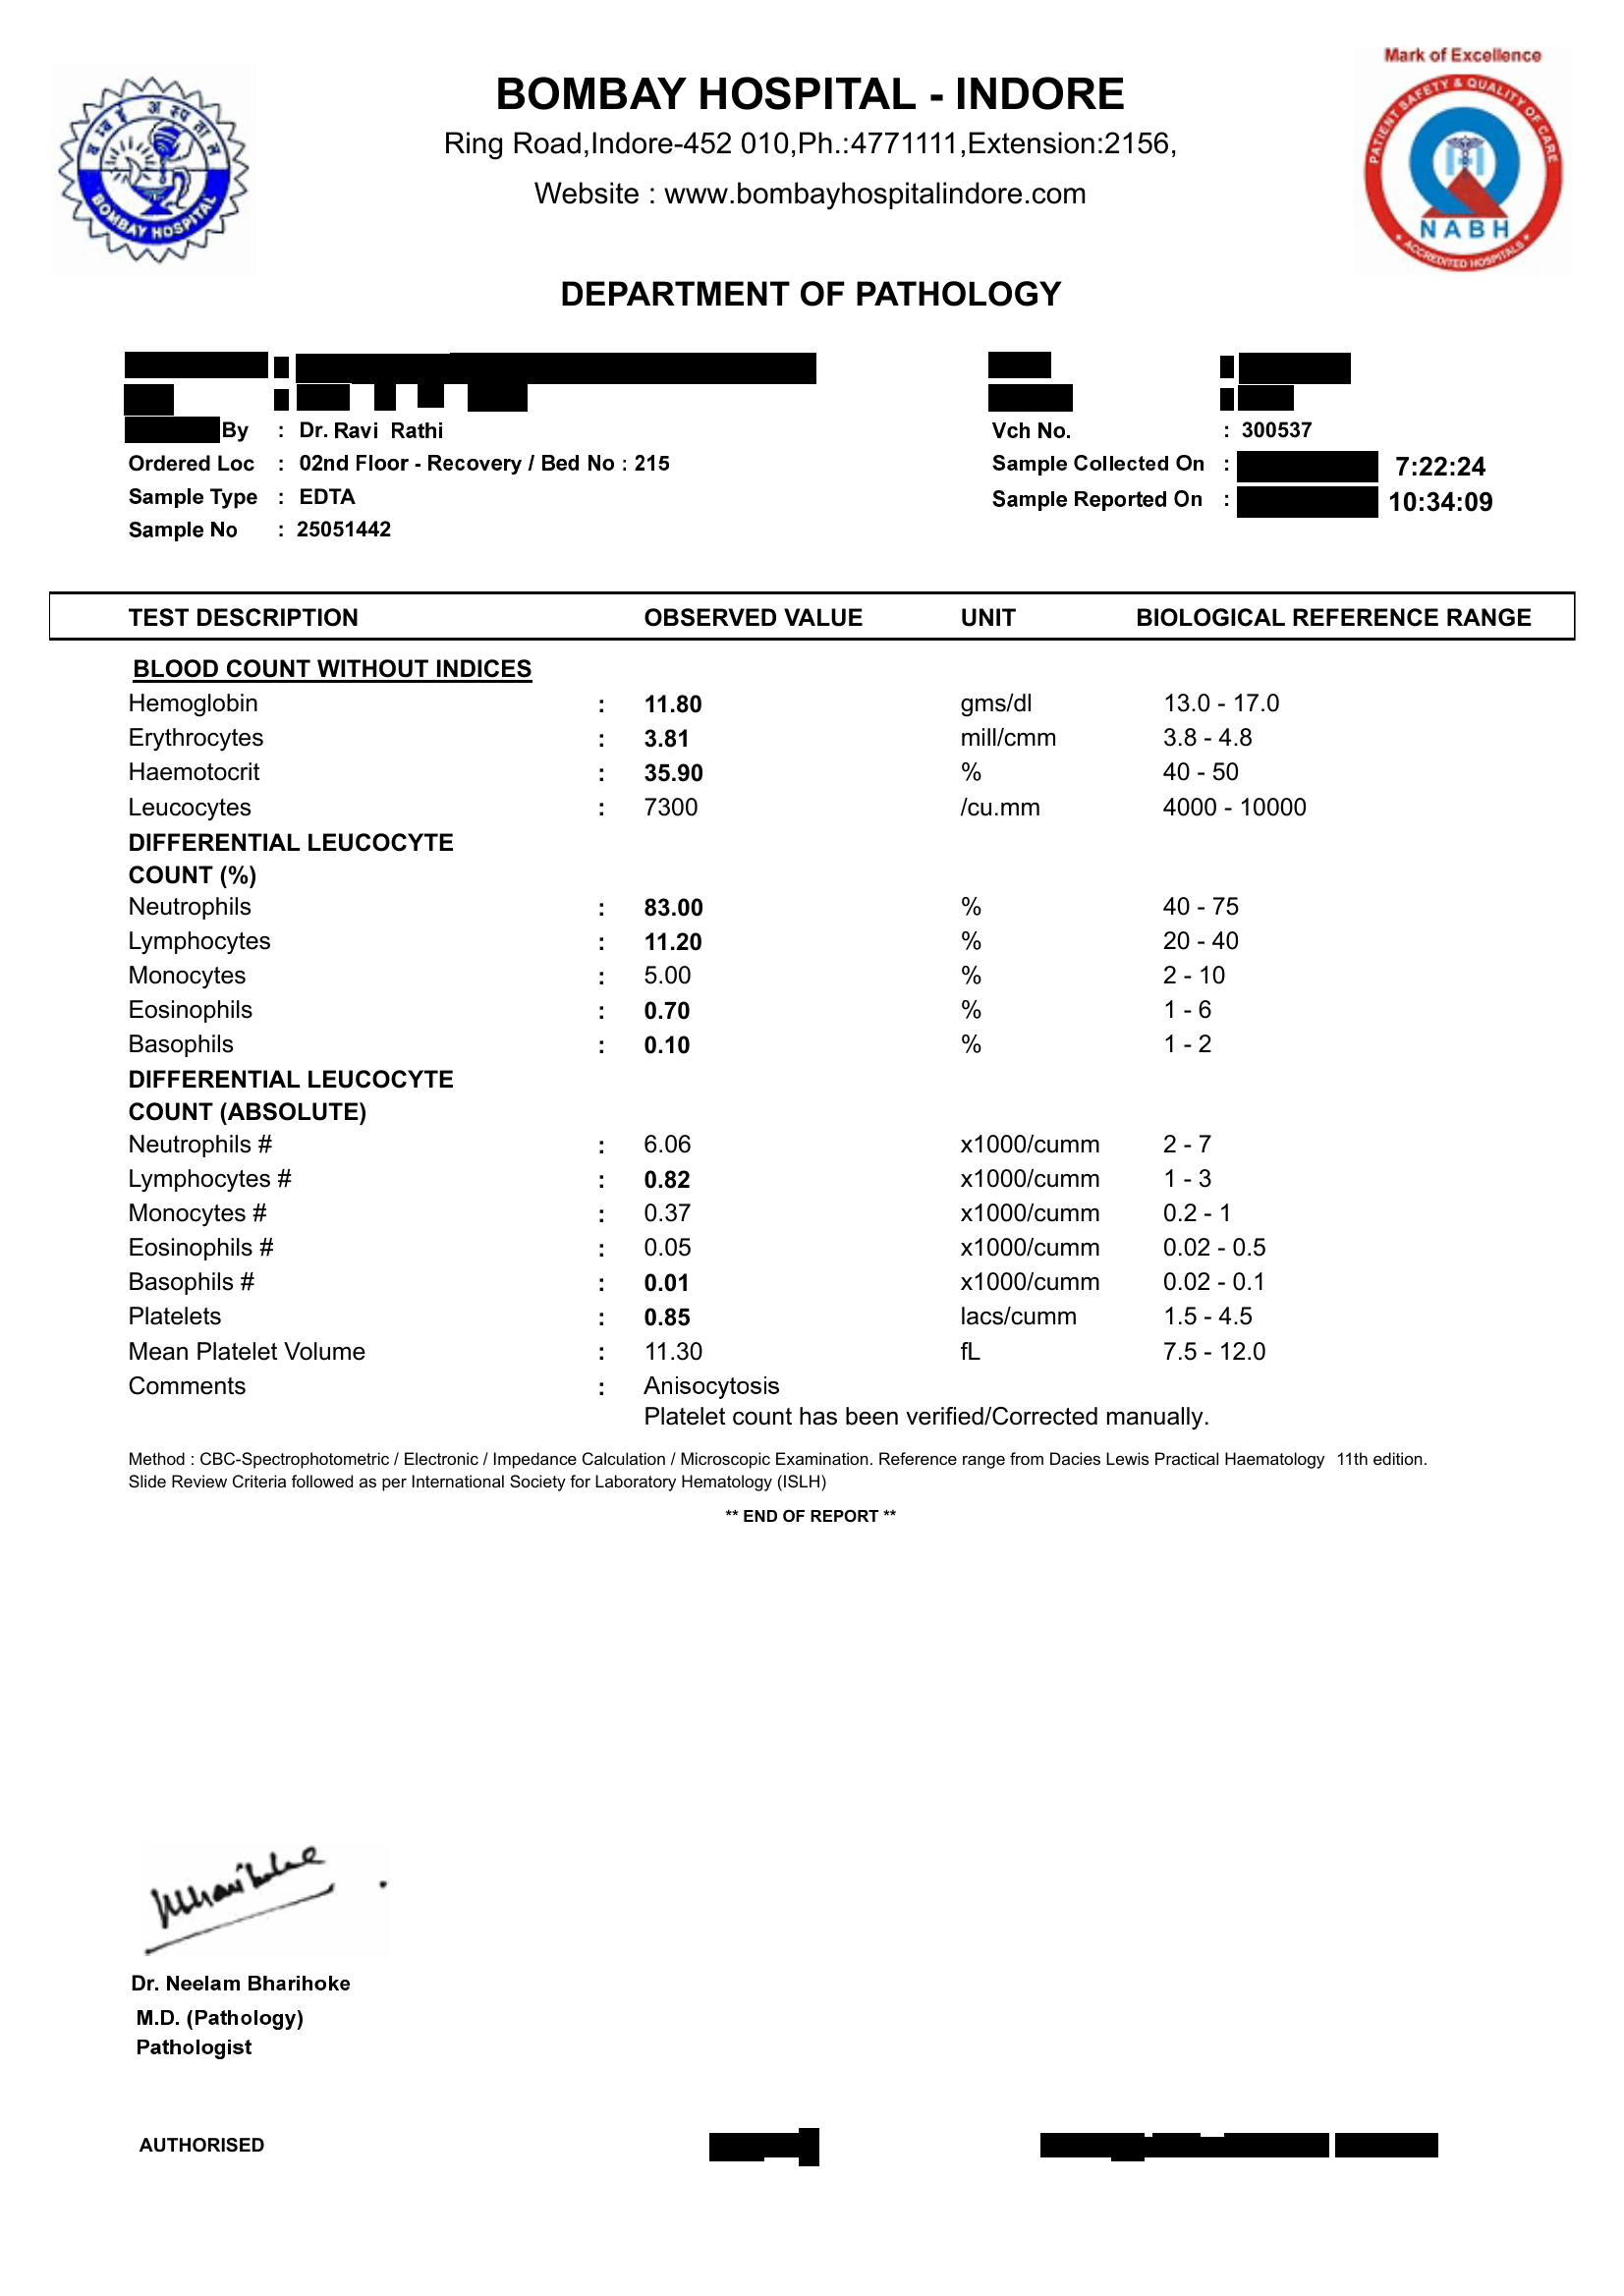 Mark of Excellence
बम्बई अस्पताल
BOMBAY HOSPITAL
BOMBAY HOSPITAL - INDORE
Ring Road,Indore-452 010,Ph.:4771111,Extension:2156,
Website : www.bombayhospitalindore.com
PATIENT SAFETY & QUALITY OF CARE
NABH
ACCREDITED HOSPITALS
DEPARTMENT OF PATHOLOGY
By : Dr. Ravi Rathi Vch No. : 300537
Ordered Loc : 02nd Floor - Recovery / Bed No : 215 Sample Collected On : 7:22:24
Sample Type : EDTA Sample Reported On : 10:34:09
Sample No : 25051442
TEST DESCRIPTION OBSERVED VALUE UNIT BIOLOGICAL REFERENCE RANGE
BLOOD COUNT WITHOUT INDICES
Hemoglobin : 11.80 gms/dl 13.0 - 17.0
Erythrocytes : 3.81 mill/cmm 3.8 - 4.8
Haemotocrit : 35.90 % 40 - 50
Leucocytes : 7300 /cu.mm 4000 - 10000
DIFFERENTIAL LEUCOCYTE
COUNT (%)
Neutrophils : 83.00 % 40 - 75
Lymphocytes : 11.20 % 20 - 40
Monocytes : 5.00 % 2 - 10
Eosinophils : 0.70 % 1 - 6
Basophils : 0.10 % 1 - 2
DIFFERENTIAL LEUCOCYTE
COUNT (ABSOLUTE)
Neutrophils # : 6.06 x1000/cumm 2 - 7
Lymphocytes # : 0.82 x1000/cumm 1 - 3
Monocytes # : 0.37 x1000/cumm 0.2 - 1
Eosinophils # : 0.05 x1000/cumm 0.02 - 0.5
Basophils # : 0.01 x1000/cumm 0.02 - 0.1
Platelets : 0.85 lacs/cumm 1.5 - 4.5
Mean Platelet Volume : 11.30 fL 7.5 - 12.0
Comments : Anisocytosis
Platelet count has been verified/Corrected manually.
Method : CBC-Spectrophotometric / Electronic / Impedance Calculation / Microscopic Examination. Reference range from Dacies Lewis Practical Haematology 11th edition.
Slide Review Criteria followed as per International Society for Laboratory Hematology (ISLH)
** END OF REPORT **
Dr. Neelam Bharihoke
M.D. (Pathology)
Pathologist
AUTHORISED